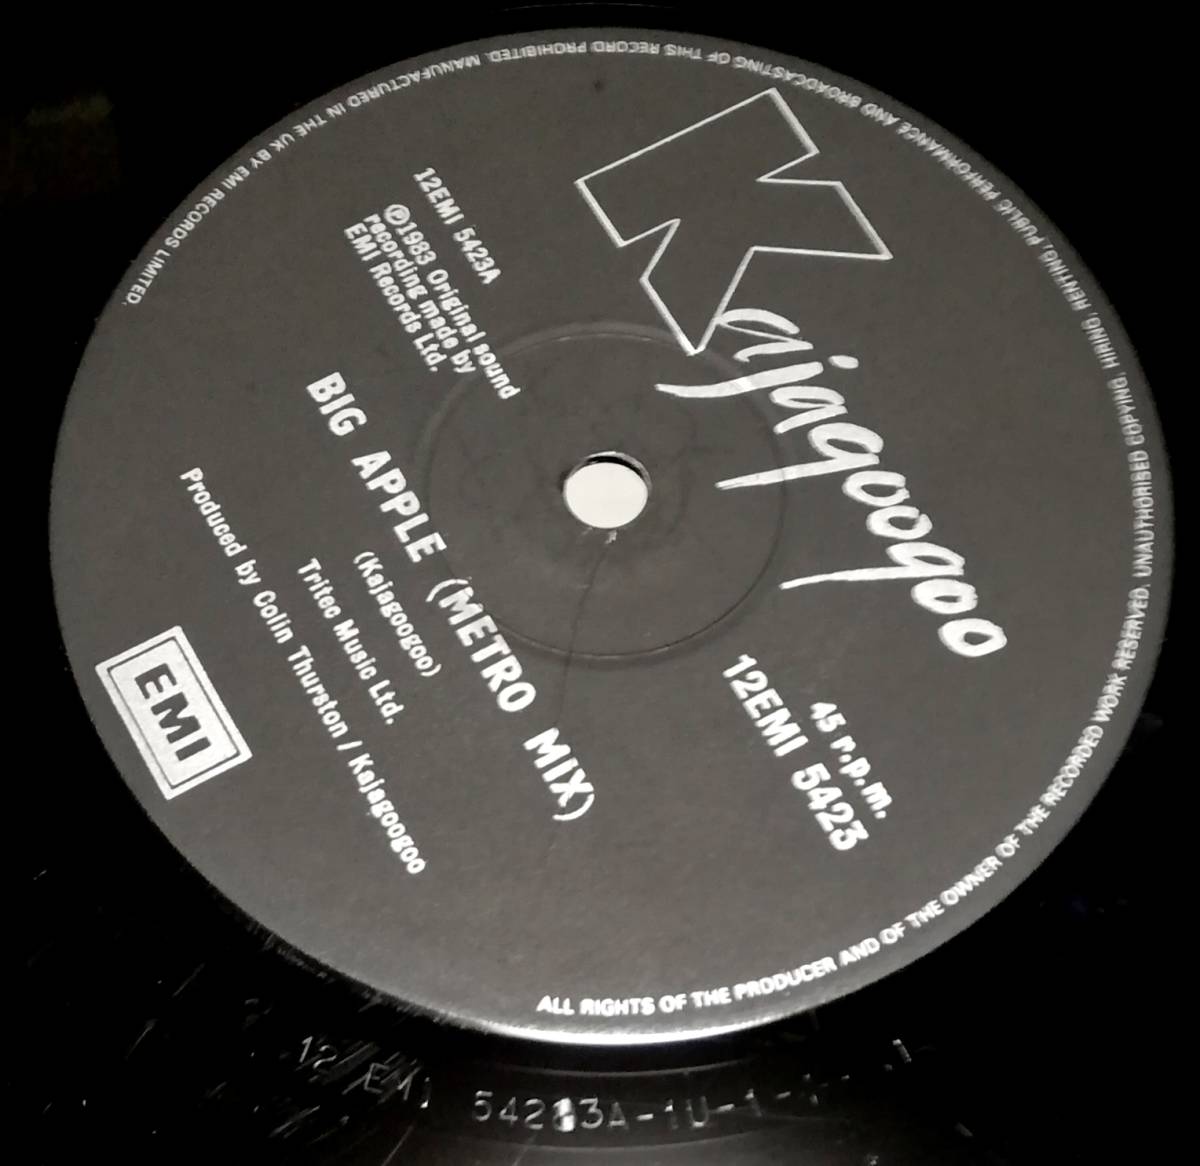 Kajagoogoo
45 r.p.m.
12EMI 5423
12EMI 5423A
Ⓟ1983 Original sound
recording made by
EMI Records Ltd.
BIG APPLE (METRO MIX)
(Kajagoogoo)
Tritec Music Ltd.
Produced by Colin Thurston / Kajagoogoo
EMI
ALL RIGHTS OF THE PRODUCER AND OF THE OWNER OF THE RECORDED WORK RESERVED. UNAUTHORISED COPYING, HIRING, RENTING, PUBLIC PERFORMANCE AND BROADCASTING OF THIS RECORD PROHIBITED. MANUFACTURED IN THE UK BY EMI RECORDS LIMITED.
12 EMI